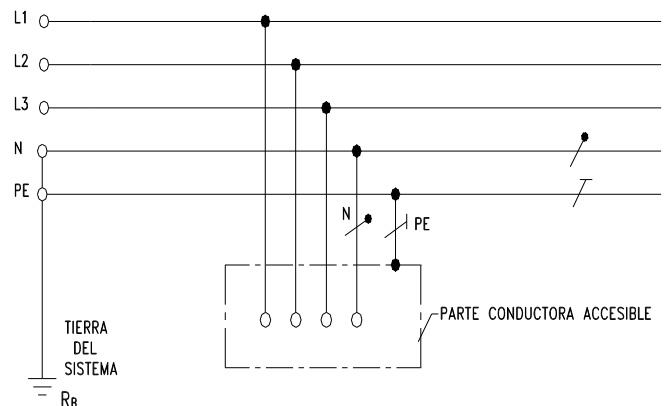 L1
L2
L3
N
PE
N
PE
PARTE CONDUCTORA ACCESIBLE
TIERRA
DEL
SISTEMA
RB